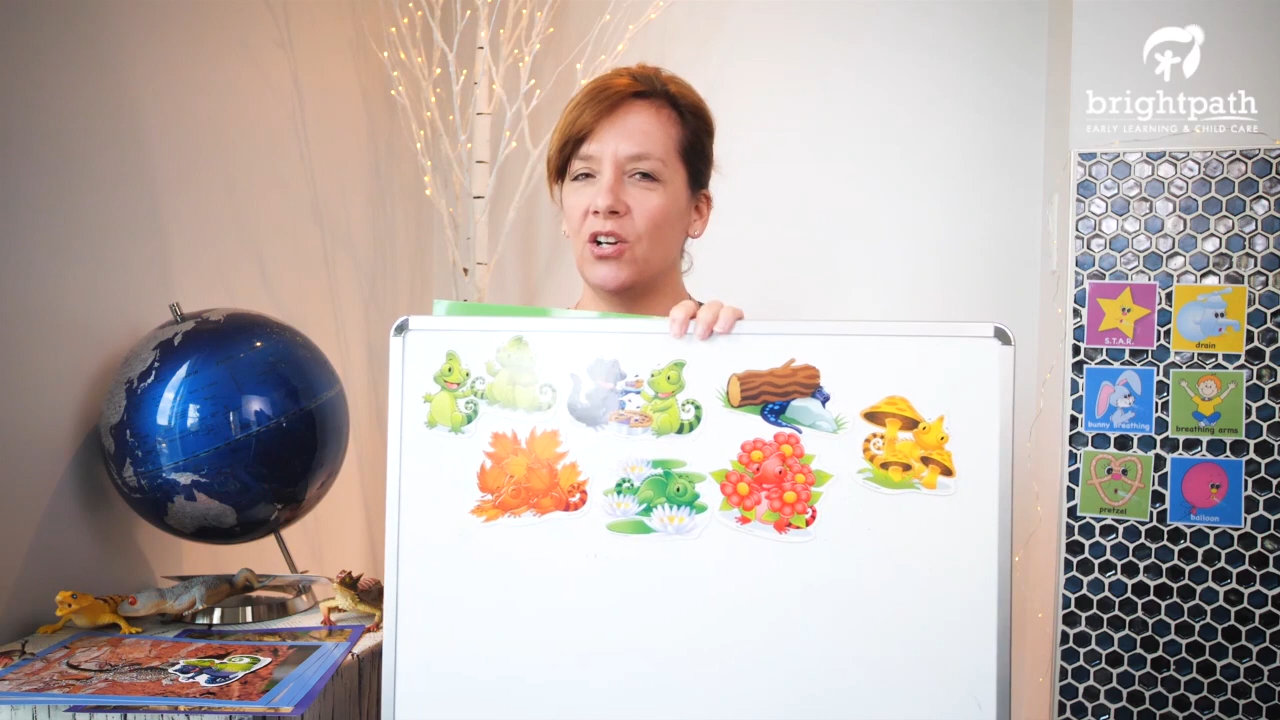 brightpath
EARLY LEARNING & CHILD CARE
S.T.A.R.
drain
bunny breathing
breathing arms
pretzel
balloon